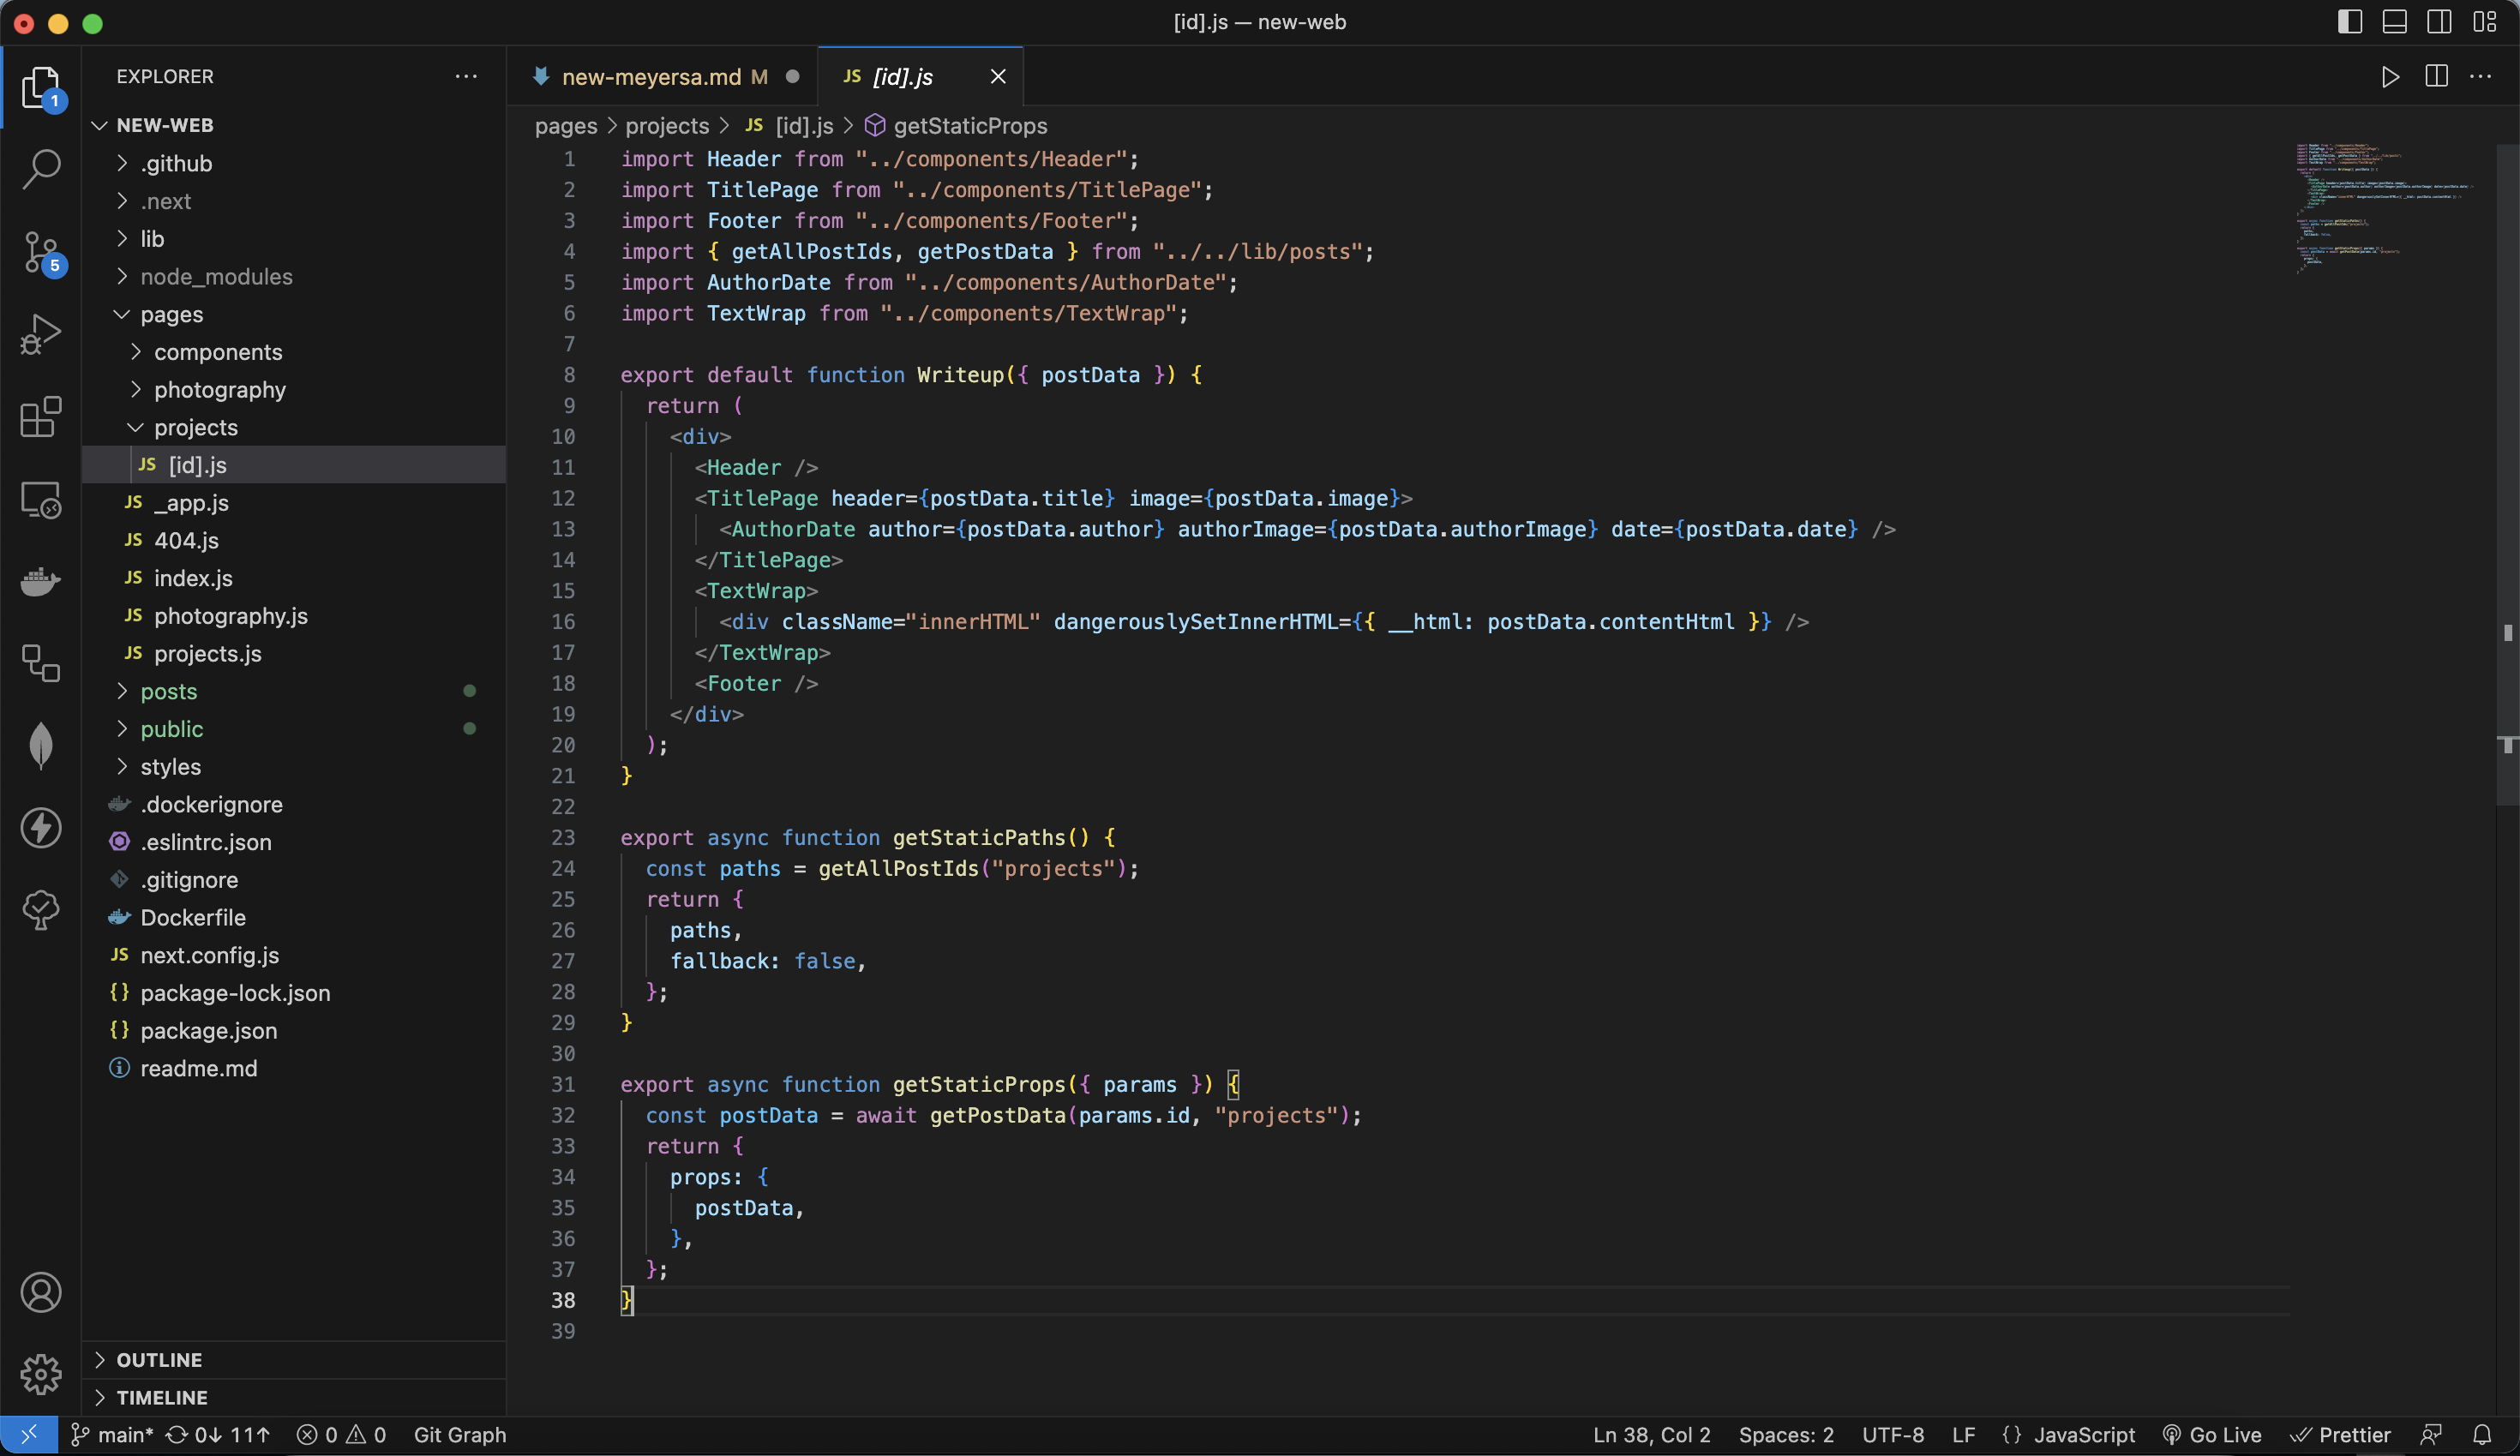 [id].js — new-web
EXPLORER
new-meyersa.md M
JS [id].js
1
NEW-WEB
pages > projects > JS [id].js > getStaticProps
.github
.next
lib
5
node_modules
pages
components
photography
projects
JS [id].js
JS _app.js
JS 404.js
JS index.js
JS photography.js
JS projects.js
posts
public
styles
.dockerignore
.eslintrc.json
.gitignore
Dockerfile
JS next.config.js
{} package-lock.json
{} package.json
readme.md
OUTLINE
TIMELINE
1 import Header from "../components/Header";
2 import TitlePage from "../components/TitlePage";
3 import Footer from "../components/Footer";
4 import { getAllPostIds, getPostData } from "../../lib/posts";
5 import AuthorDate from "../components/AuthorDate";
6 import TextWrap from "../components/TextWrap";
7
8 export default function Writeup({ postData }) {
9 return (
10 <div>
11 <Header />
12 <TitlePage header={postData.title} image={postData.image}>
13 <AuthorDate author={postData.author} authorImage={postData.authorImage} date={postData.date} />
14 </TitlePage>
15 <TextWrap>
16 <div className="innerHTML" dangerouslySetInnerHTML={{ __html: postData.contentHtml }} />
17 </TextWrap>
18 <Footer />
19 </div>
20 );
21 }
22
23 export async function getStaticPaths() {
24 const paths = getAllPostIds("projects");
25 return {
26 paths,
27 fallback: false,
28 };
29 }
30
31 export async function getStaticProps({ params }) {
32 const postData = await getPostData(params.id, "projects");
33 return {
34 props: {
35 postData,
36 },
37 };
38 }
39
main* 0↓ 11↑ 0 0 Git Graph
Ln 38, Col 2 Spaces: 2 UTF-8 LF {} JavaScript Go Live Prettier